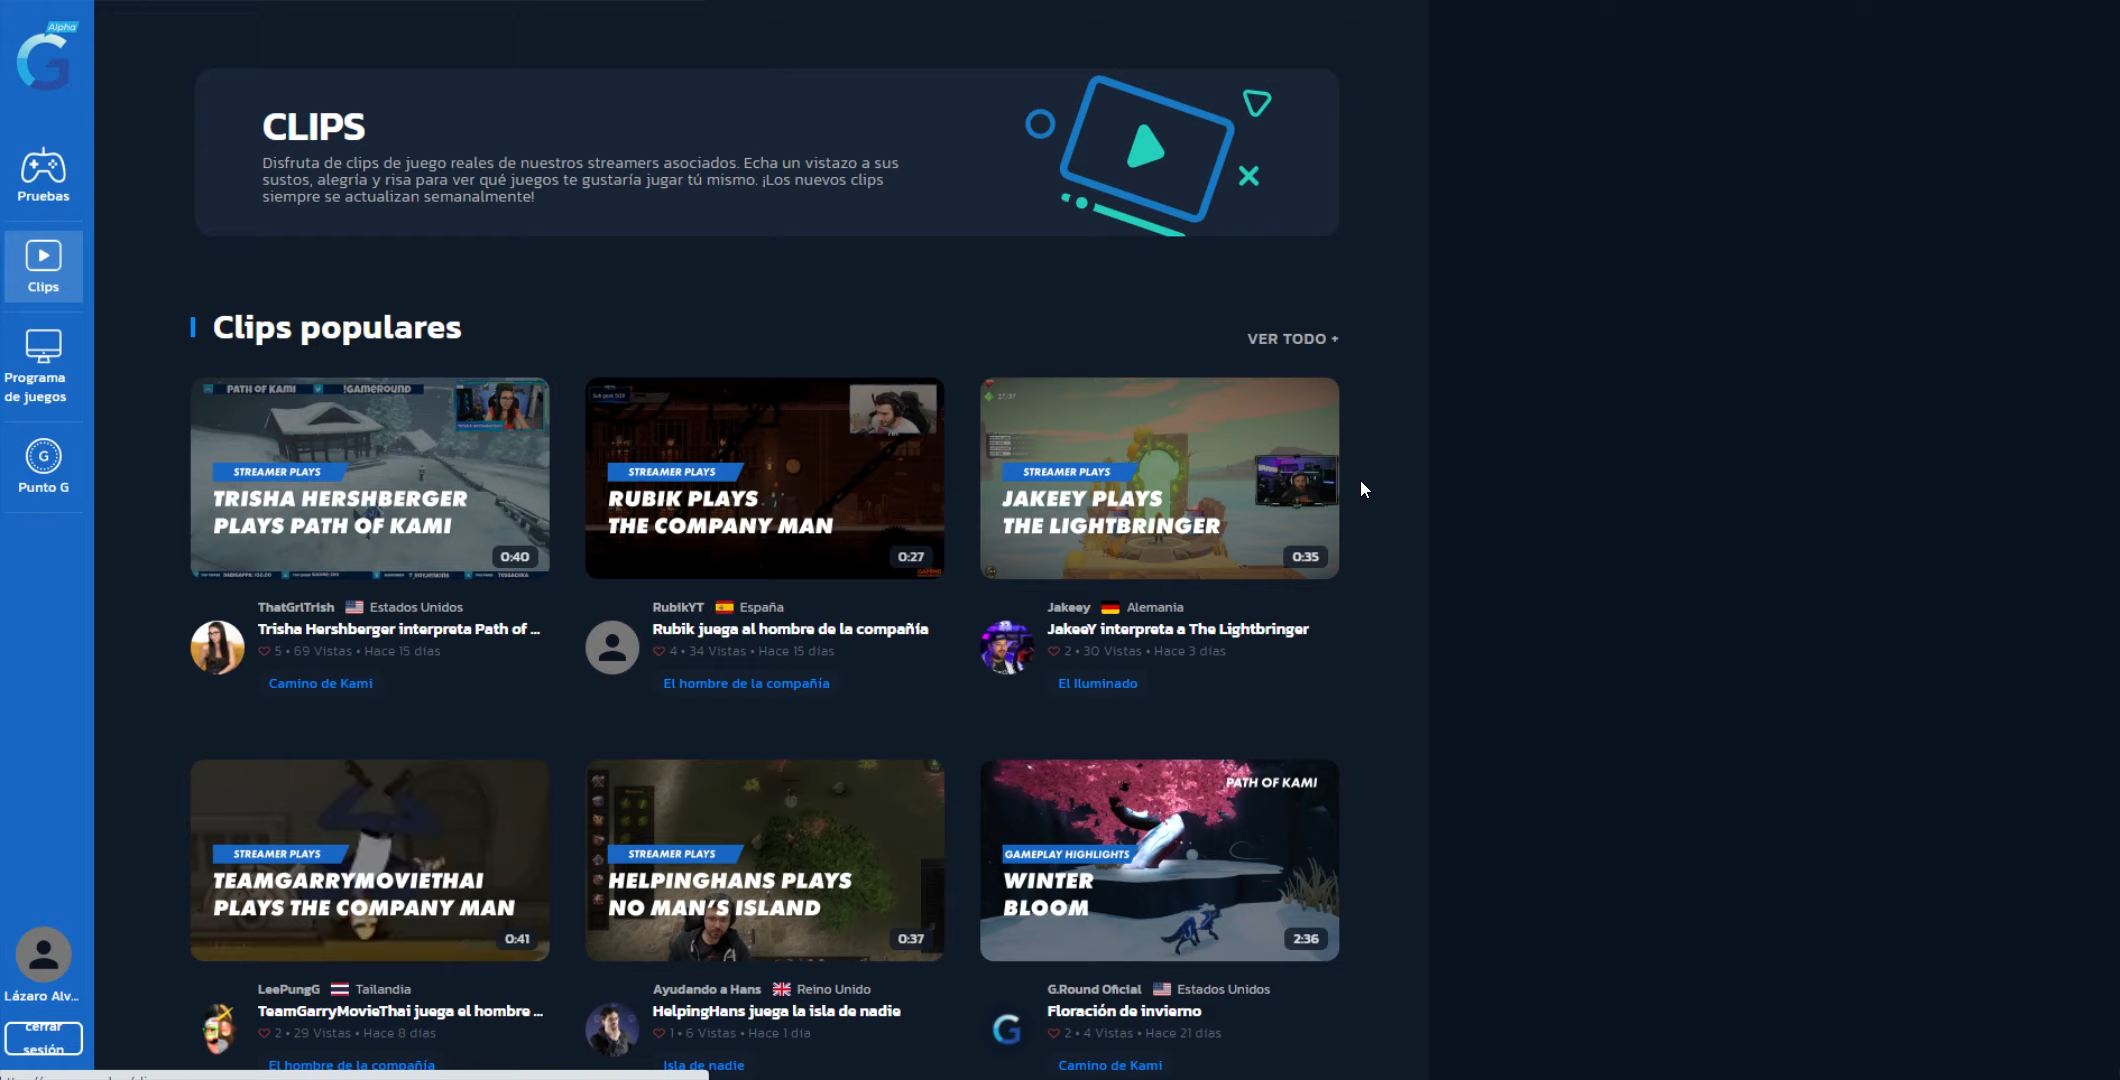 Alpha
G
Pruebas
Clips
Programa
de juegos
G
Punto G
Lázaro Alv...
cerrar
sesión
CLIPS
Disfruta de clips de juego reales de nuestros streamers asociados. Echa un vistazo a sus
sustos, alegría y risa para ver qué juegos te gustaría jugar tú mismo. ¡Los nuevos clips
siempre se actualizan semanalmente!
Clips populares
VER TODO +
PATH OF KAMI !GAMEROUND
STREAMER PLAYS
TRISHA HERSHBERGER
PLAYS PATH OF KAMI
0:40
ThatGrlTrish Estados Unidos
Trisha Hershberger interpreta Path of ...
5 • 69 Vistas • Hace 15 días
Camino de Kami
STREAMER PLAYS
RUBIK PLAYS
THE COMPANY MAN
0:27
RubikYT España
Rubik juega al hombre de la compañía
4 • 34 Vistas • Hace 15 días
El hombre de la compañía
27/37
STREAMER PLAYS
JAKEEY PLAYS
THE LIGHTBRINGER
0:35
Jakeey Alemania
JakeeY interpreta a The Lightbringer
2 • 30 Vistas • Hace 3 días
El Iluminado
STREAMER PLAYS
TEAMGARRYMOVIETHAI
PLAYS THE COMPANY MAN
0:41
LeePungG Tailandia
TeamGarryMovieThai juega el hombre ...
2 • 29 Vistas • Hace 8 días
El hombre de la compañía
STREAMER PLAYS
HELPINGHANS PLAYS
NO MAN'S ISLAND
0:37
Ayudando a Hans Reino Unido
HelpingHans juega la isla de nadie
1 • 6 Vistas • Hace 1 día
Isla de nadie
PATH OF KAMI
GAMEPLAY HIGHLIGHTS
WINTER
BLOOM
2:36
G.Round Oficial Estados Unidos
Floración de invierno
2 • 4 Vistas • Hace 21 días
Camino de Kami